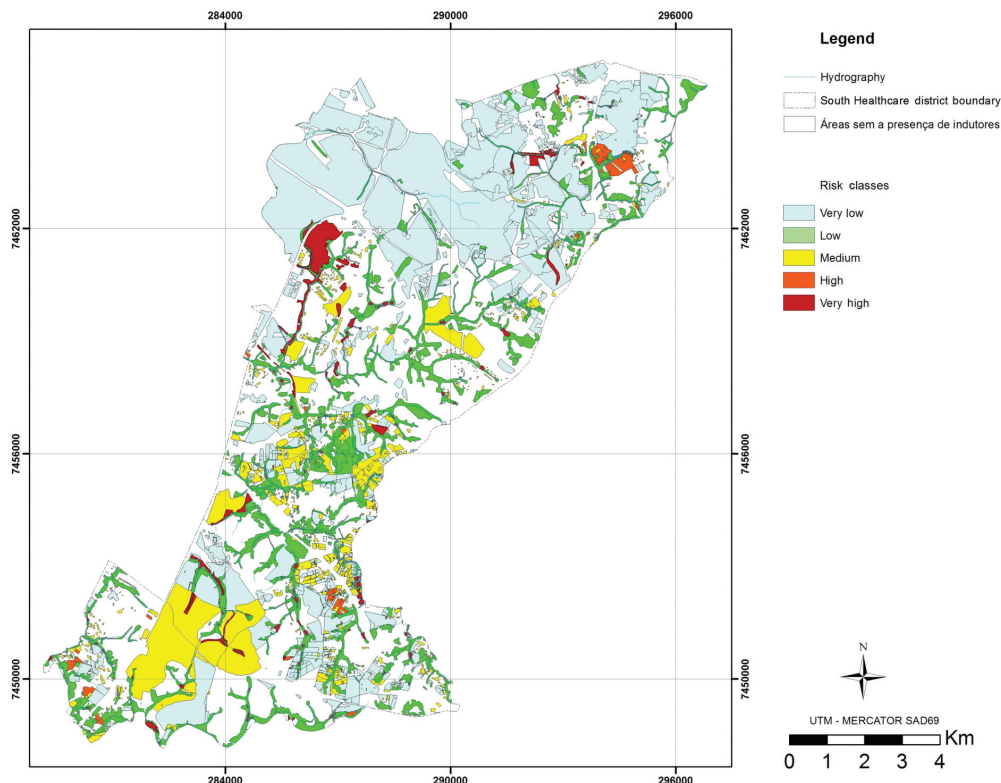 284000 290000 296000
Legend
Hydrography
South Healthcare district boundary
Áreas sem a presença de indutores
Risk classes
Very low
Low
Medium
High
Very high
7462000
7462000
7456000
7456000
7450000
7450000
N
UTM - MERCATOR SAD69
Km
0 1 2 3 4
284000 290000 296000